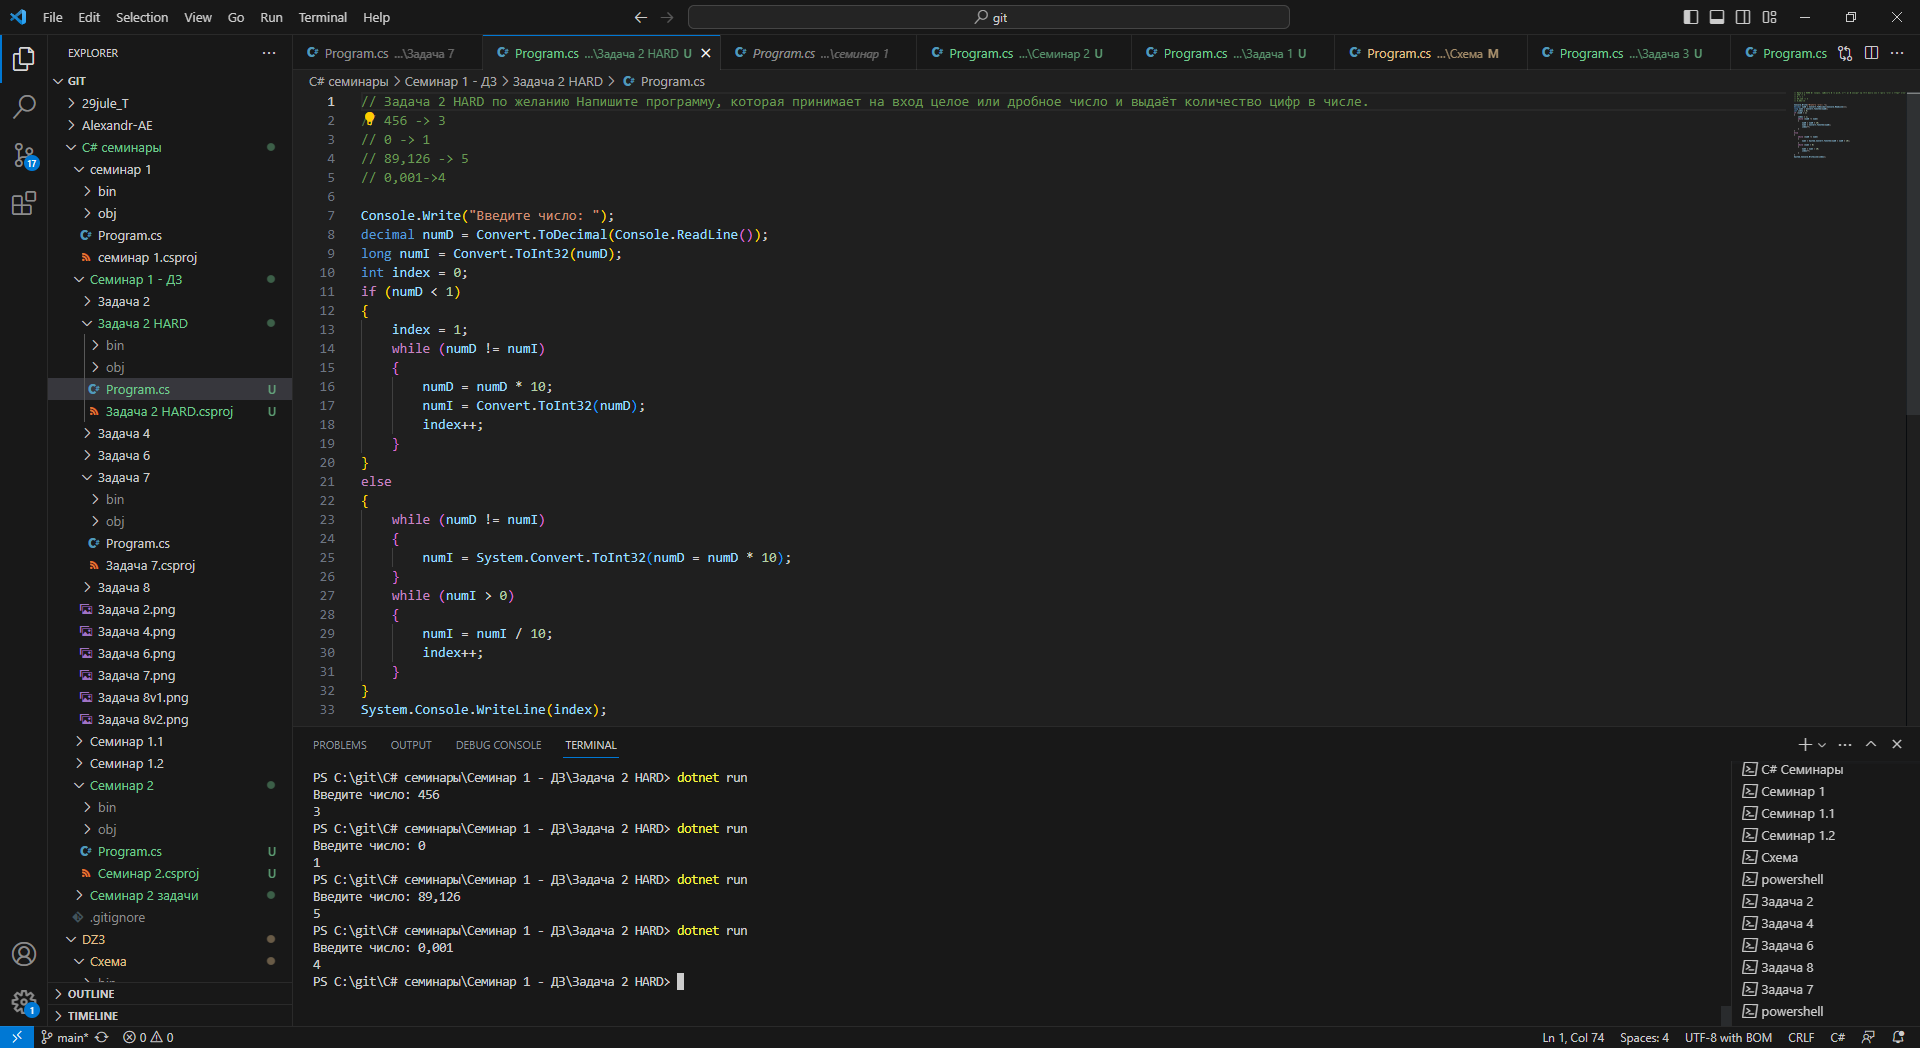 File Edit Selection View Go Run Terminal Help
git
EXPLORER
Program.cs ...\Задача 7
Program.cs ...\Задача 2 HARD U
Program.cs ...\семинар 1
Program.cs ...\Семинар 2 U
Program.cs ...\Задача 1 U
Program.cs ...\Схема M
Program.cs ...\Задача 3 U
Program.cs
C# семинары > Семинар 1 - ДЗ > Задача 2 HARD > Program.cs
GIT
29jule_T
Alexandr-AE
C# семинары
семинар 1
bin
obj
Program.cs
семинар 1.csproj
Семинар 1 - ДЗ
Задача 2
Задача 2 HARD
bin
obj
Program.cs U
Задача 2 HARD.csproj U
Задача 4
Задача 6
Задача 7
bin
obj
Program.cs
Задача 7.csproj
Задача 8
Задача 2.png
Задача 4.png
Задача 6.png
Задача 7.png
Задача 8v1.png
Задача 8v2.png
Семинар 1.1
Семинар 1.2
Семинар 2
bin
obj
Program.cs U
Семинар 2.csproj U
Семинар 2 задачи
.gitignore
DZ3
Схема
OUTLINE
TIMELINE
17
1
1 // Задача 2 HARD по желанию Напишите программу, которая принимает на вход целое или дробное число и выдаёт количество цифр в числе.
2 / 456 -> 3
3 // 0 -> 1
4 // 89,126 -> 5
5 // 0,001->4
6
7 Console.Write("Введите число: ");
8 decimal numD = Convert.ToDecimal(Console.ReadLine());
9 long numI = Convert.ToInt32(numD);
10 int index = 0;
11 if (numD < 1)
12 {
13 index = 1;
14 while (numD != numI)
15 {
16 numD = numD * 10;
17 numI = Convert.ToInt32(numD);
18 index++;
19 }
20 }
21 else
22 {
23 while (numD != numI)
24 {
25 numI = System.Convert.ToInt32(numD = numD * 10);
26 }
27 while (numI > 0)
28 {
29 numI = numI / 10;
30 index++;
31 }
32 }
33 System.Console.WriteLine(index);
PROBLEMS OUTPUT DEBUG CONSOLE TERMINAL
PS C:\git\C# семинары\Семинар 1 - ДЗ\Задача 2 HARD> dotnet run
Введите число: 456
3
PS C:\git\C# семинары\Семинар 1 - ДЗ\Задача 2 HARD> dotnet run
Введите число: 0
1
PS C:\git\C# семинары\Семинар 1 - ДЗ\Задача 2 HARD> dotnet run
Введите число: 89,126
5
PS C:\git\C# семинары\Семинар 1 - ДЗ\Задача 2 HARD> dotnet run
Введите число: 0,001
4
PS C:\git\C# семинары\Семинар 1 - ДЗ\Задача 2 HARD>
C# Семинары
Семинар 1
Семинар 1.1
Семинар 1.2
Схема
powershell
Задача 2
Задача 4
Задача 6
Задача 8
Задача 7
powershell
main* 0 0
Ln 1, Col 74 Spaces: 4 UTF-8 with BOM CRLF C#